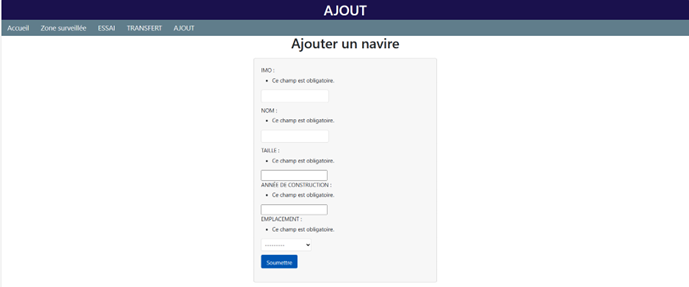 AJOUT
Accueil Zone surveillée ESSAI TRANSFERT AJOUT
Ajouter un navire
IMO :
• Ce champ est obligatoire.
NOM :
• Ce champ est obligatoire.
TAILLE :
• Ce champ est obligatoire.
ANNÉE DE CONSTRUCTION :
• Ce champ est obligatoire.
EMPLACEMENT :
• Ce champ est obligatoire.
---------
Soumettre